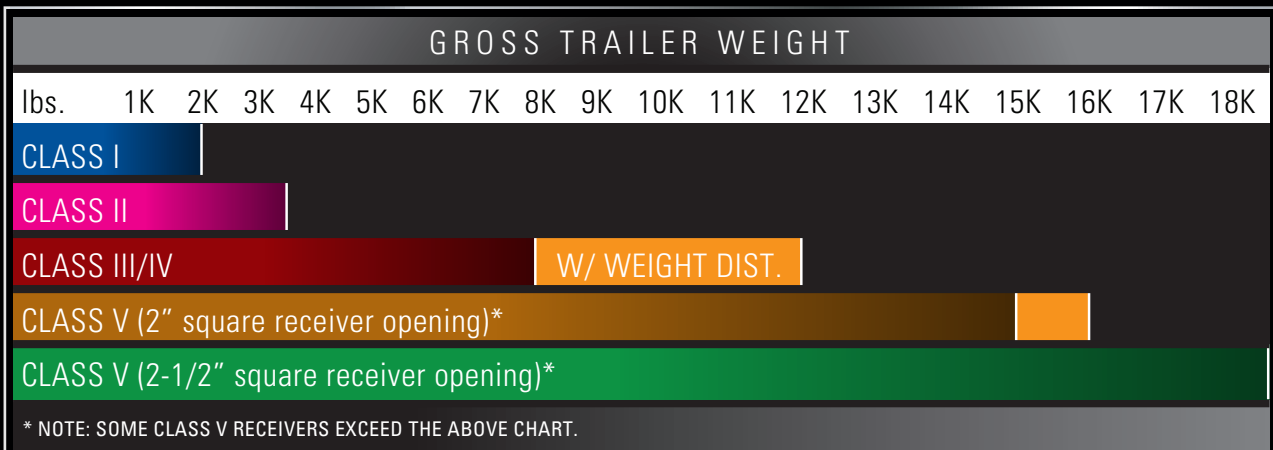 GROSS TRAILER WEIGHT
lbs. 1K 2K 3K 4K 5K 6K 7K 8K 9K 10K 11K 12K 13K 14K 15K 16K 17K 18K
CLASS I
CLASS II
CLASS III/IV W/ WEIGHT DIST.
CLASS V (2” square receiver opening)*
CLASS V (2-1/2” square receiver opening)*
* NOTE: SOME CLASS V RECEIVERS EXCEED THE ABOVE CHART.